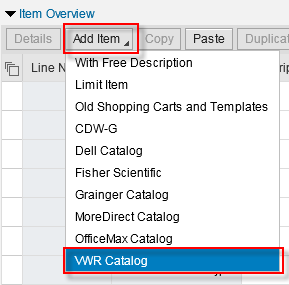 Item Overview
Details Add Item Copy Paste Duplicat
Line N
With Free Description
Limit Item
Old Shopping Carts and Templates
CDW-G
Dell Catalog
Fisher Scientific
Grainger Catalog
MoreDirect Catalog
OfficeMax Catalog
VWR Catalog